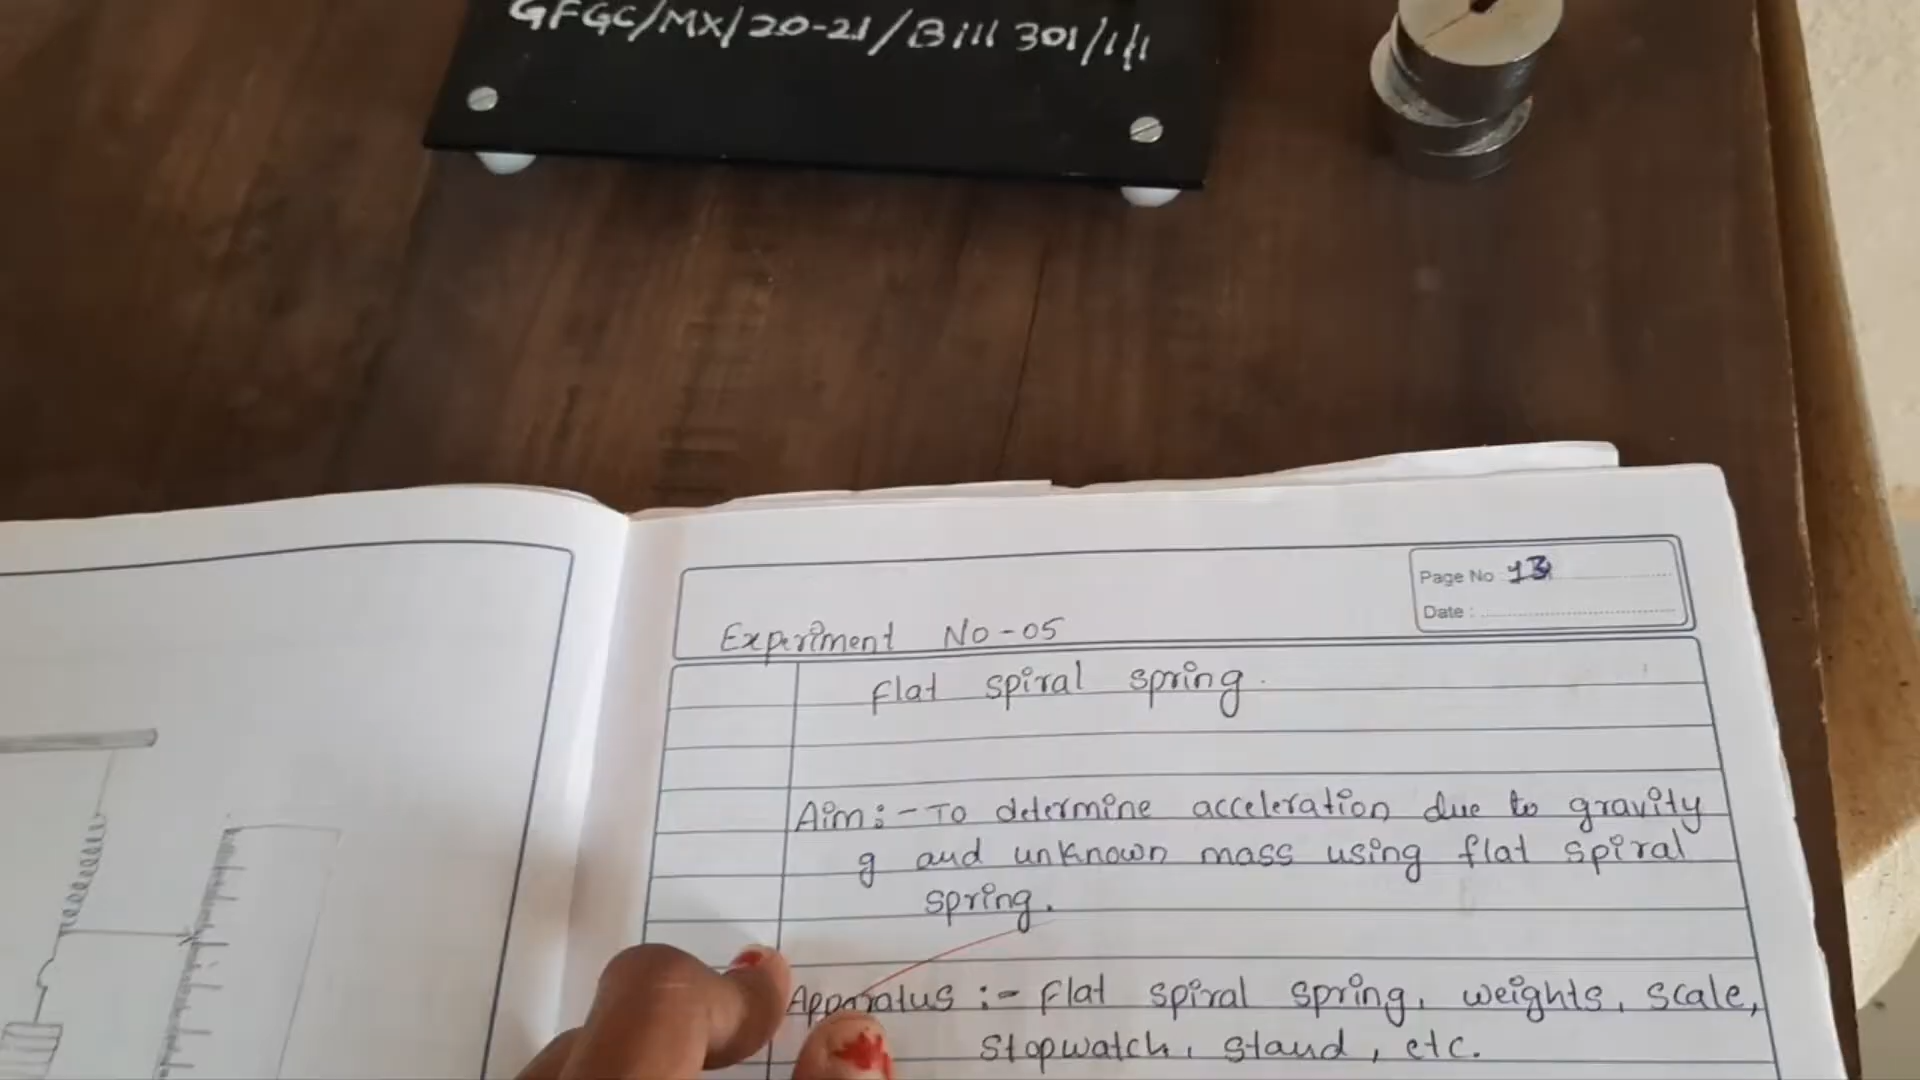 GFGC/MX/20-21/Bill 301/1/1
Page No 13
Date :
Experiment No-05
flat spiral spring.
Aim:- To determine acceleration due to gravity
g and unknown mass using flat spiral
spring.
Apparatus :- flat spiral spring, weights, scale,
stopwatch, stand, etc.